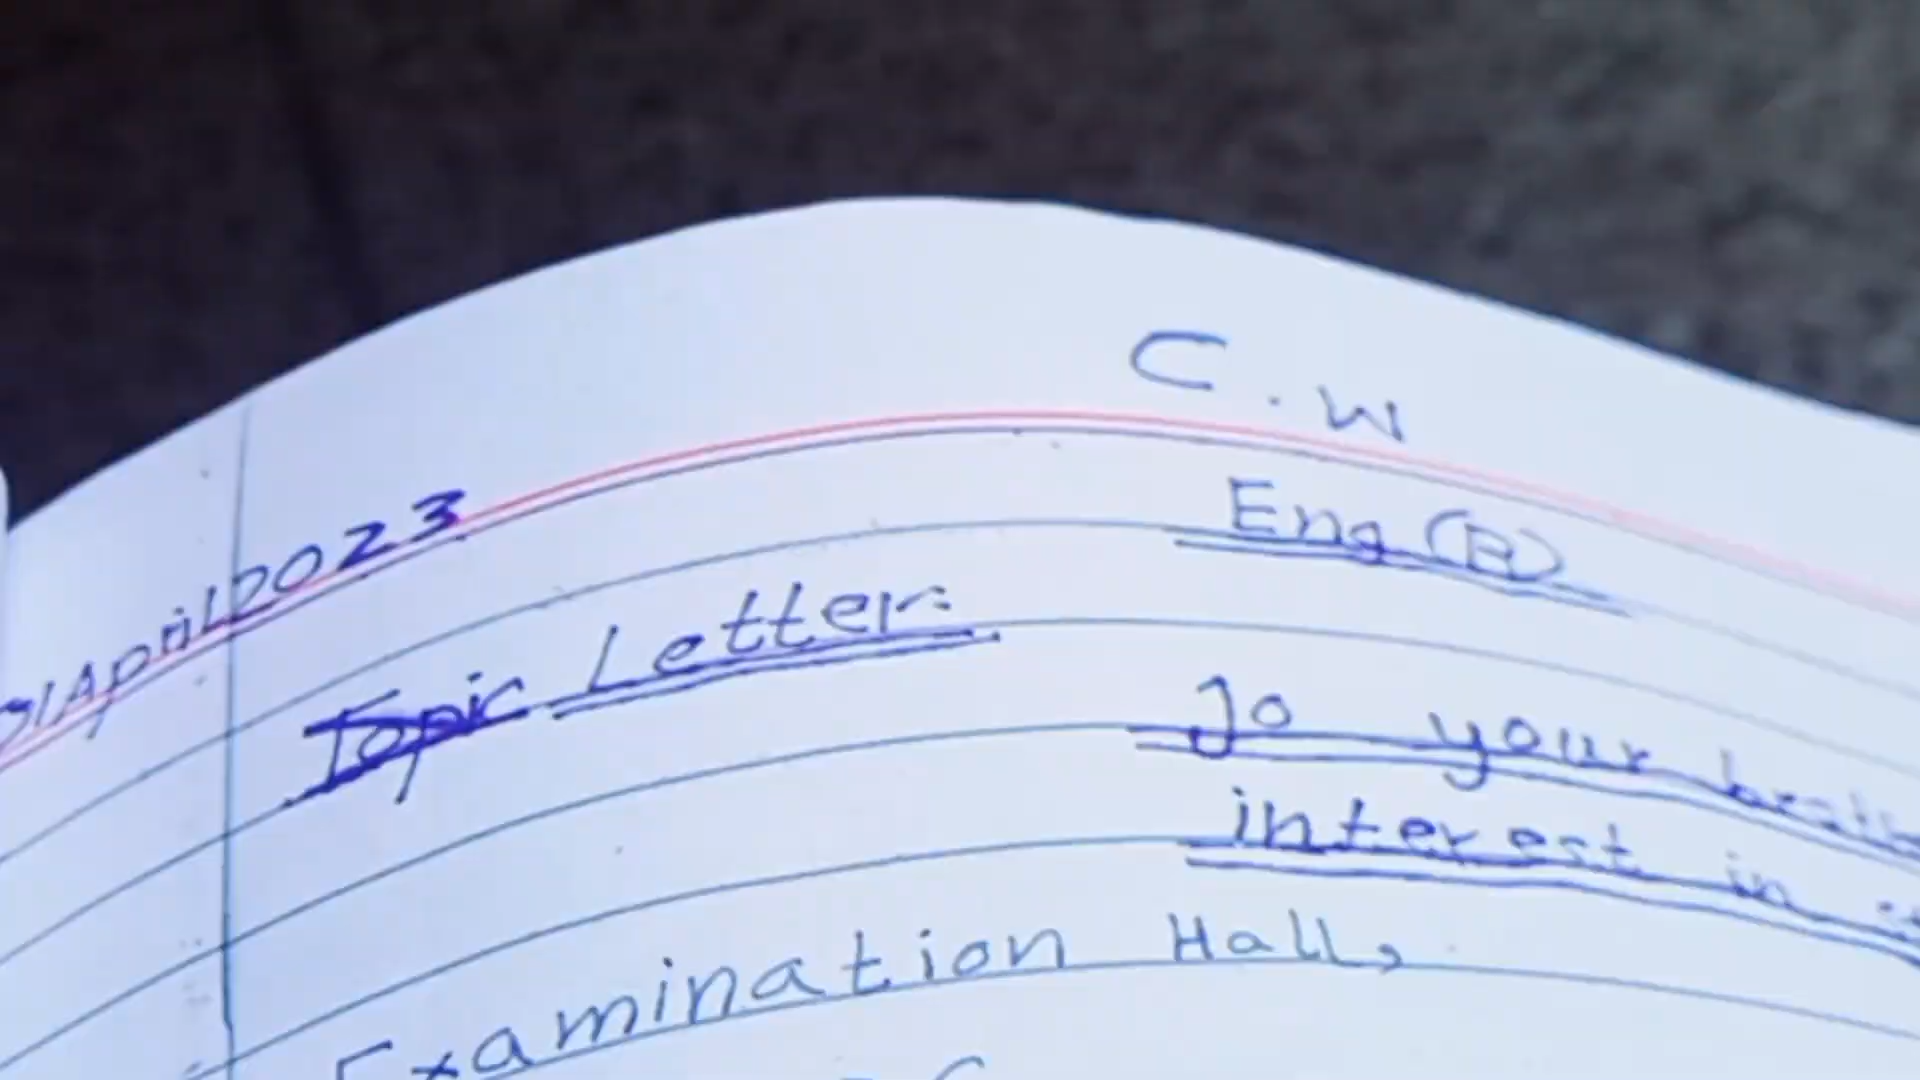 C.W
April 2023
Eng (B)
Topic Letter:
To your
interest in
Examination Hall,